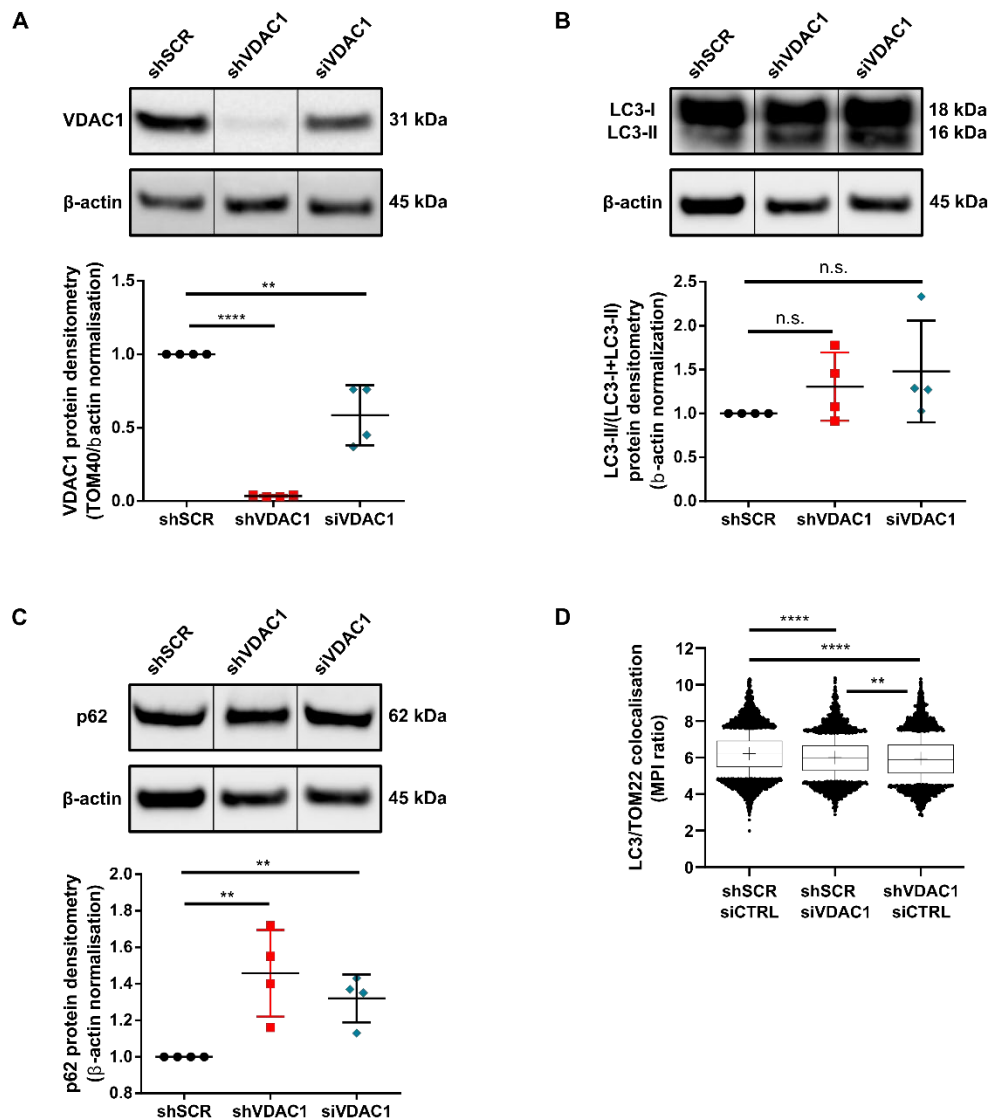 A
shSCR
shVDAC1
siVDAC1
VDAC1
31 kDa
β-actin
45 kDa
VDAC1 protein densitometry
(TOM40/bactin normalisation)
1.5
1.0
0.5
0.0
**
****
shSCR
shVDAC1
siVDAC1
B
shSCR
shVDAC1
siVDAC1
LC3-I
18 kDa
LC3-II
16 kDa
β-actin
45 kDa
LC3-II/(LC3-I+LC3-II)
protein densitometry
(b-actin normalization)
2.5
2.0
1.5
1.0
0.5
0.0
n.s.
n.s.
shSCR
shVDAC1
siVDAC1
C
shSCR
shVDAC1
siVDAC1
p62
62 kDa
β-actin
45 kDa
p62 protein densitometry
(β-actin normalisation)
2.0
1.8
1.6
1.4
1.2
1.0
0.8
**
**
shSCR
shVDAC1
siVDAC1
D
LC3/TOM22 colocalisation
(MPI ratio)
12
10
8
6
4
2
0
****
****
**
shSCR
siCTRL
shSCR
siVDAC1
shVDAC1
siCTRL